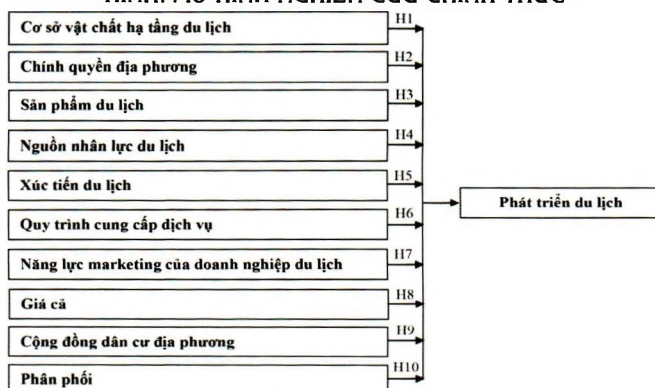 Cơ sở vật chất hạ tầng du lịch
H1
Chính quyền địa phương
H2
Sản phẩm du lịch
H3
Nguồn nhân lực du lịch
H4
Xúc tiến du lịch
H5
Quy trình cung cấp dịch vụ
H6
Năng lực marketing của doanh nghiệp du lịch
H7
Giá cả
H8
Cộng đồng dân cư địa phương
H9
Phân phối
H10
Phát triển du lịch